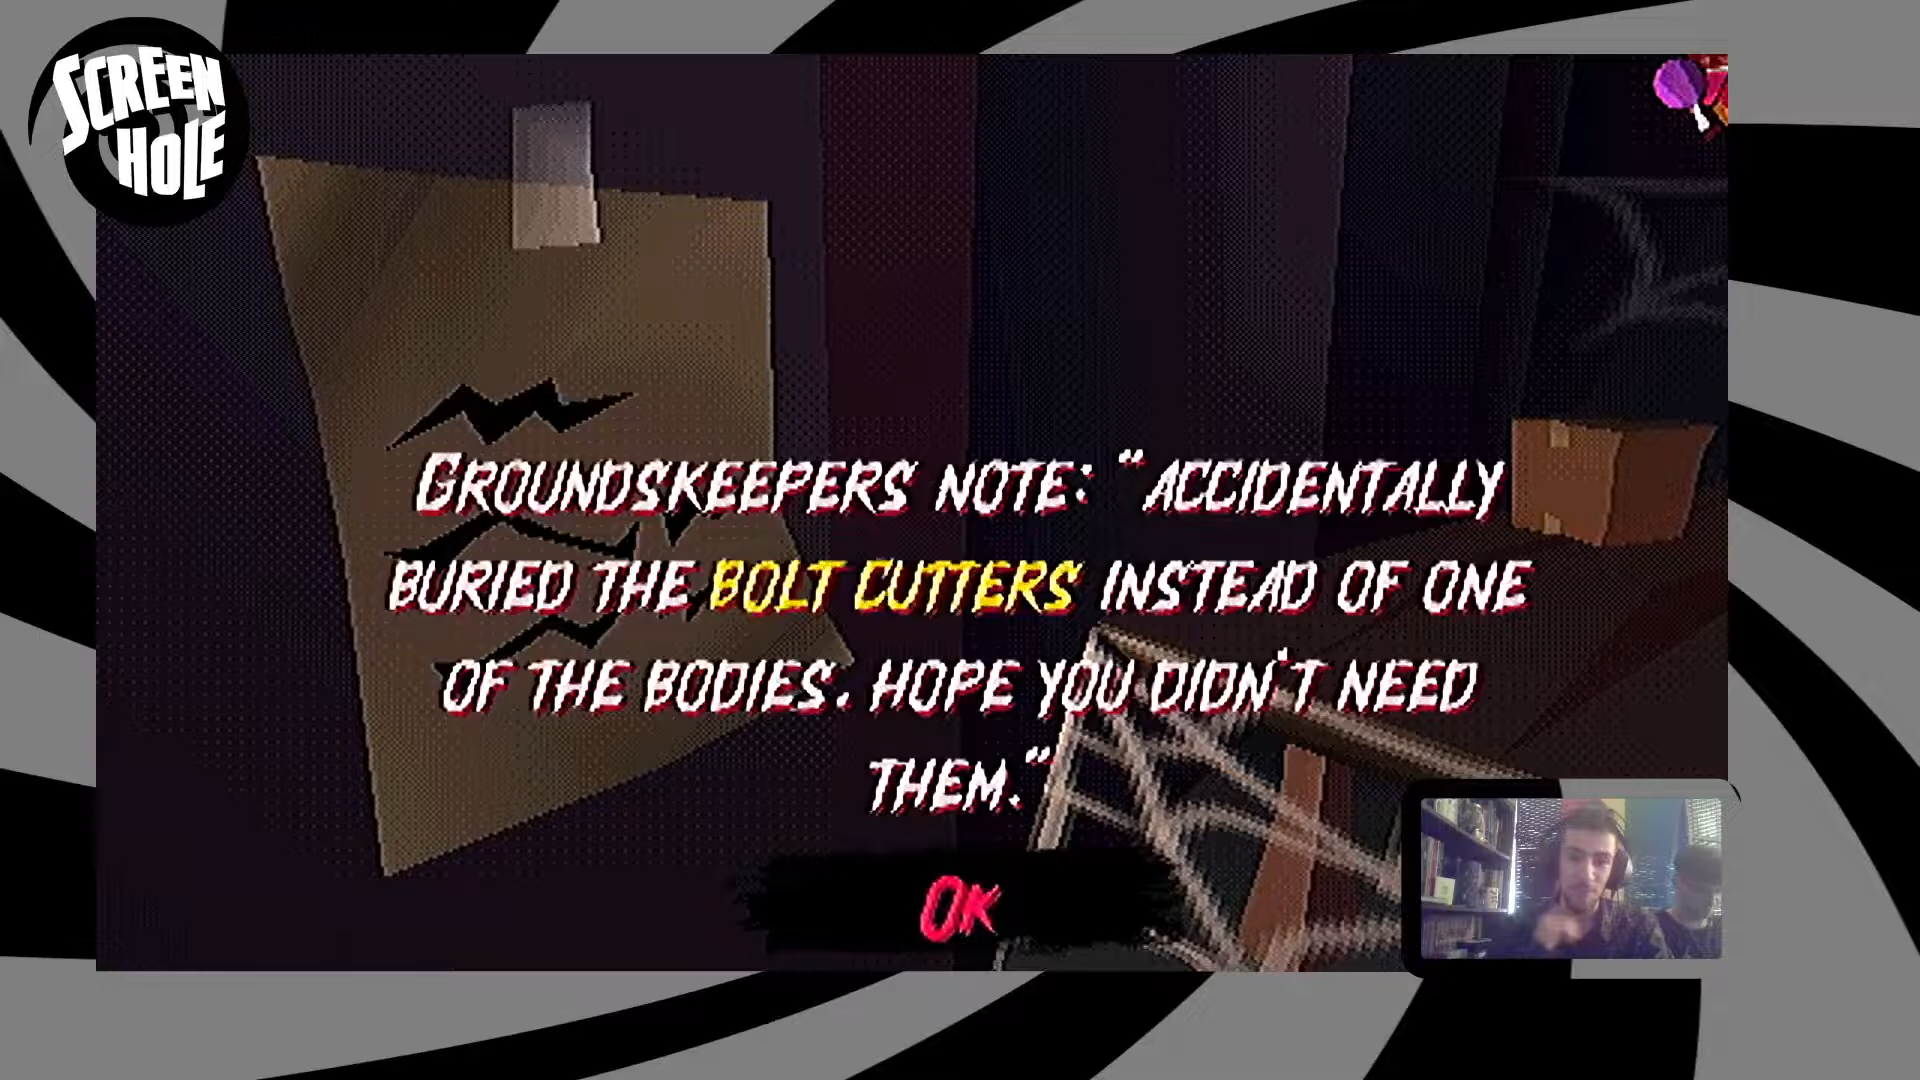 SCREEN
HOLE
GROUNDSKEEPERS NOTE: "ACCIDENTALLY
BURIED THE BOLT CUTTERS INSTEAD OF ONE
OF THE BODIES. HOPE YOU DIDN'T NEED
THEM."
OK